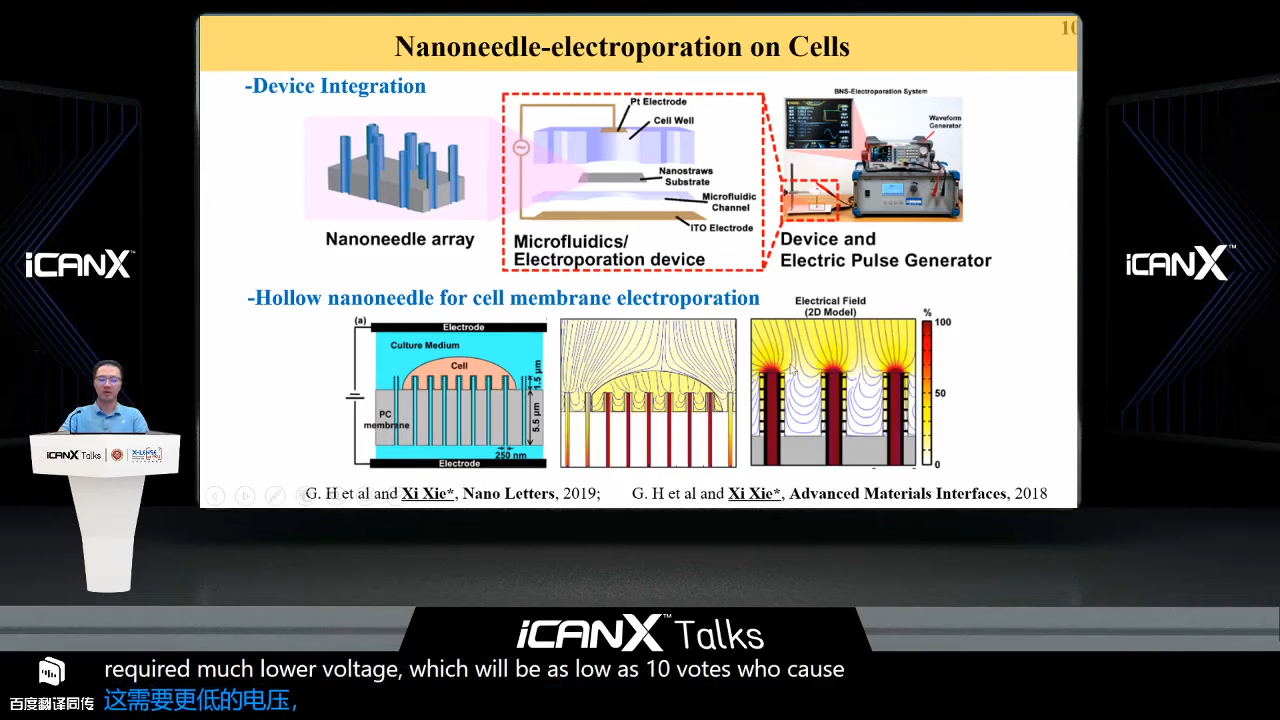 10
Nanoneedle-electroporation on Cells
-Device Integration
Nanoneedle array
Pt Electrode
Cell Well
Nanostraws
Substrate
Microfluidic
Channel
ITO Electrode
Microfluidics/
Electroporation device
BNS-Electroporation System
Waveform
Generator
Device and
Electric Pulse Generator
-Hollow nanoneedle for cell membrane electroporation
(a)
Electrode
Culture Medium
Cell
PC
membrane
1.5 μm
5.5 μm
250 nm
Electrode
Electrical Field
(2D Model)
%
100
50
0
G. H et al and Xi Xie*, Nano Letters, 2019;
G. H et al and Xi Xie*, Advanced Materials Interfaces, 2018
iCANX™
iCANX™
iCANX Talks
X-LENSE
iCANX™ Talks
required much lower voltage, which will be as low as 10 votes who cause
百度翻译同传
这需要更低的电压，